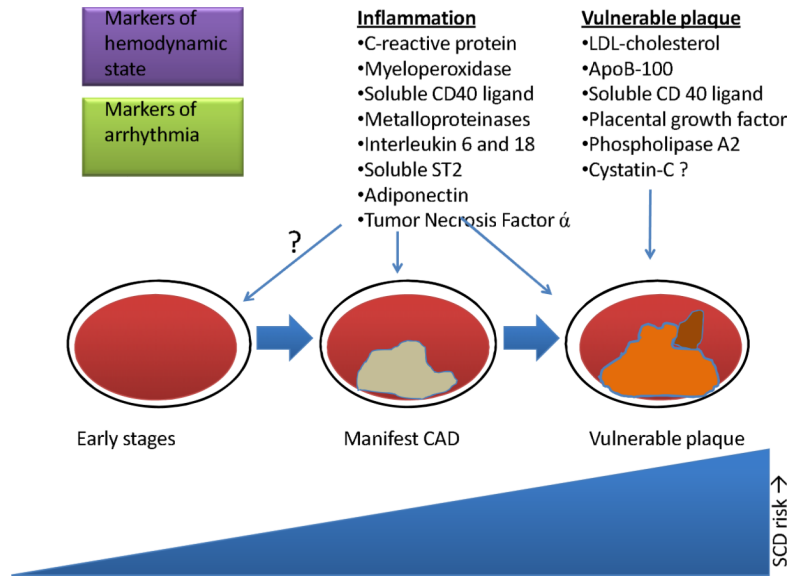 Markers of
hemodynamic
state
Markers of
arrhythmia
Inflammation
•C-reactive protein
•Myeloperoxidase
•Soluble CD40 ligand
•Metalloproteinases
•Interleukin 6 and 18
•Soluble ST2
•Adiponectin
•Tumor Necrosis Factor ά
Vulnerable plaque
•LDL-cholesterol
•ApoB-100
•Soluble CD 40 ligand
•Placental growth factor
•Phospholipase A2
•Cystatin-C ?
?
Early stages
Manifest CAD
Vulnerable plaque
SCD risk →